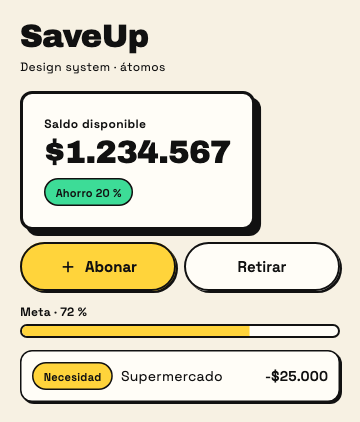 SaveUp
Design system · átomos
Saldo disponible
$1.234.567
Ahorro 20 %
+ Abonar
Retirar
Meta · 72 %
Necesidad Supermercado -$25.000